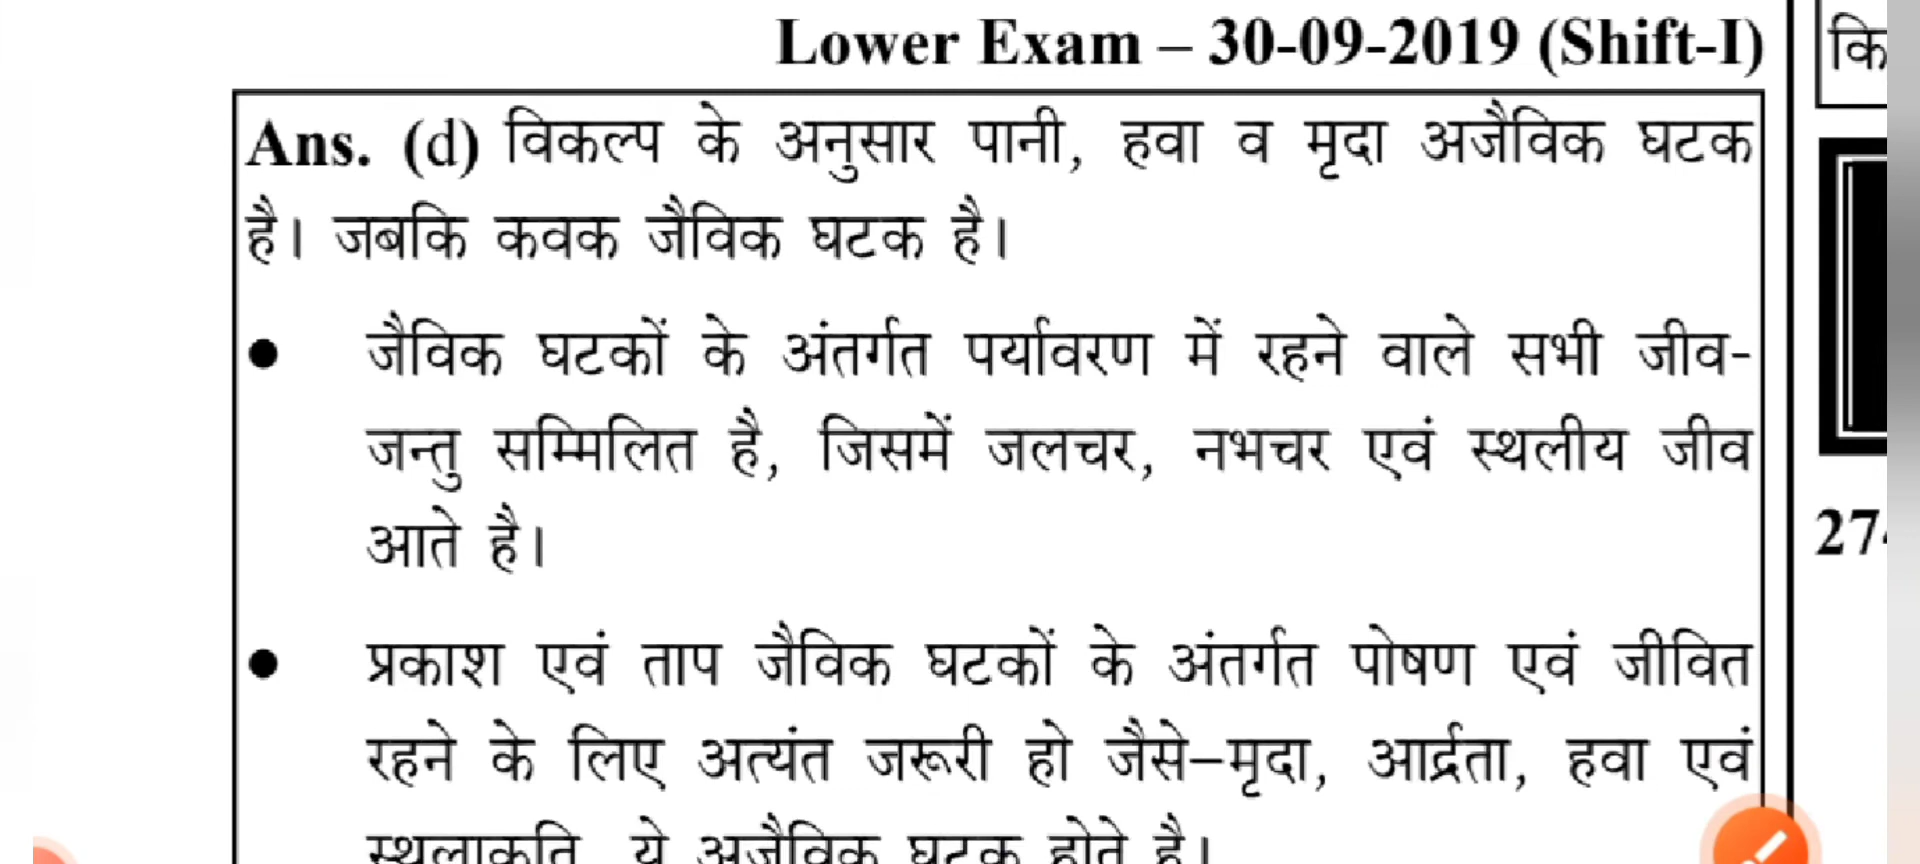 Lower Exam – 30-09-2019 (Shift-I)
Ans. (d) विकल्प के अनुसार पानी, हवा व मृदा अजैविक घटक
है। जबकि कवक जैविक घटक है।
● जैविक घटकों के अंतर्गत पर्यावरण में रहने वाले सभी जीव-
जन्तु सम्मिलित है, जिसमें जलचर, नभचर एवं स्थलीय जीव
आते है।
● प्रकाश एवं ताप जैविक घटकों के अंतर्गत पोषण एवं जीवित
रहने के लिए अत्यंत जरूरी हो जैसे–मृदा, आर्द्रता, हवा एवं
स्थलाकृति ये अजैविक घटक होते है।
कि
27